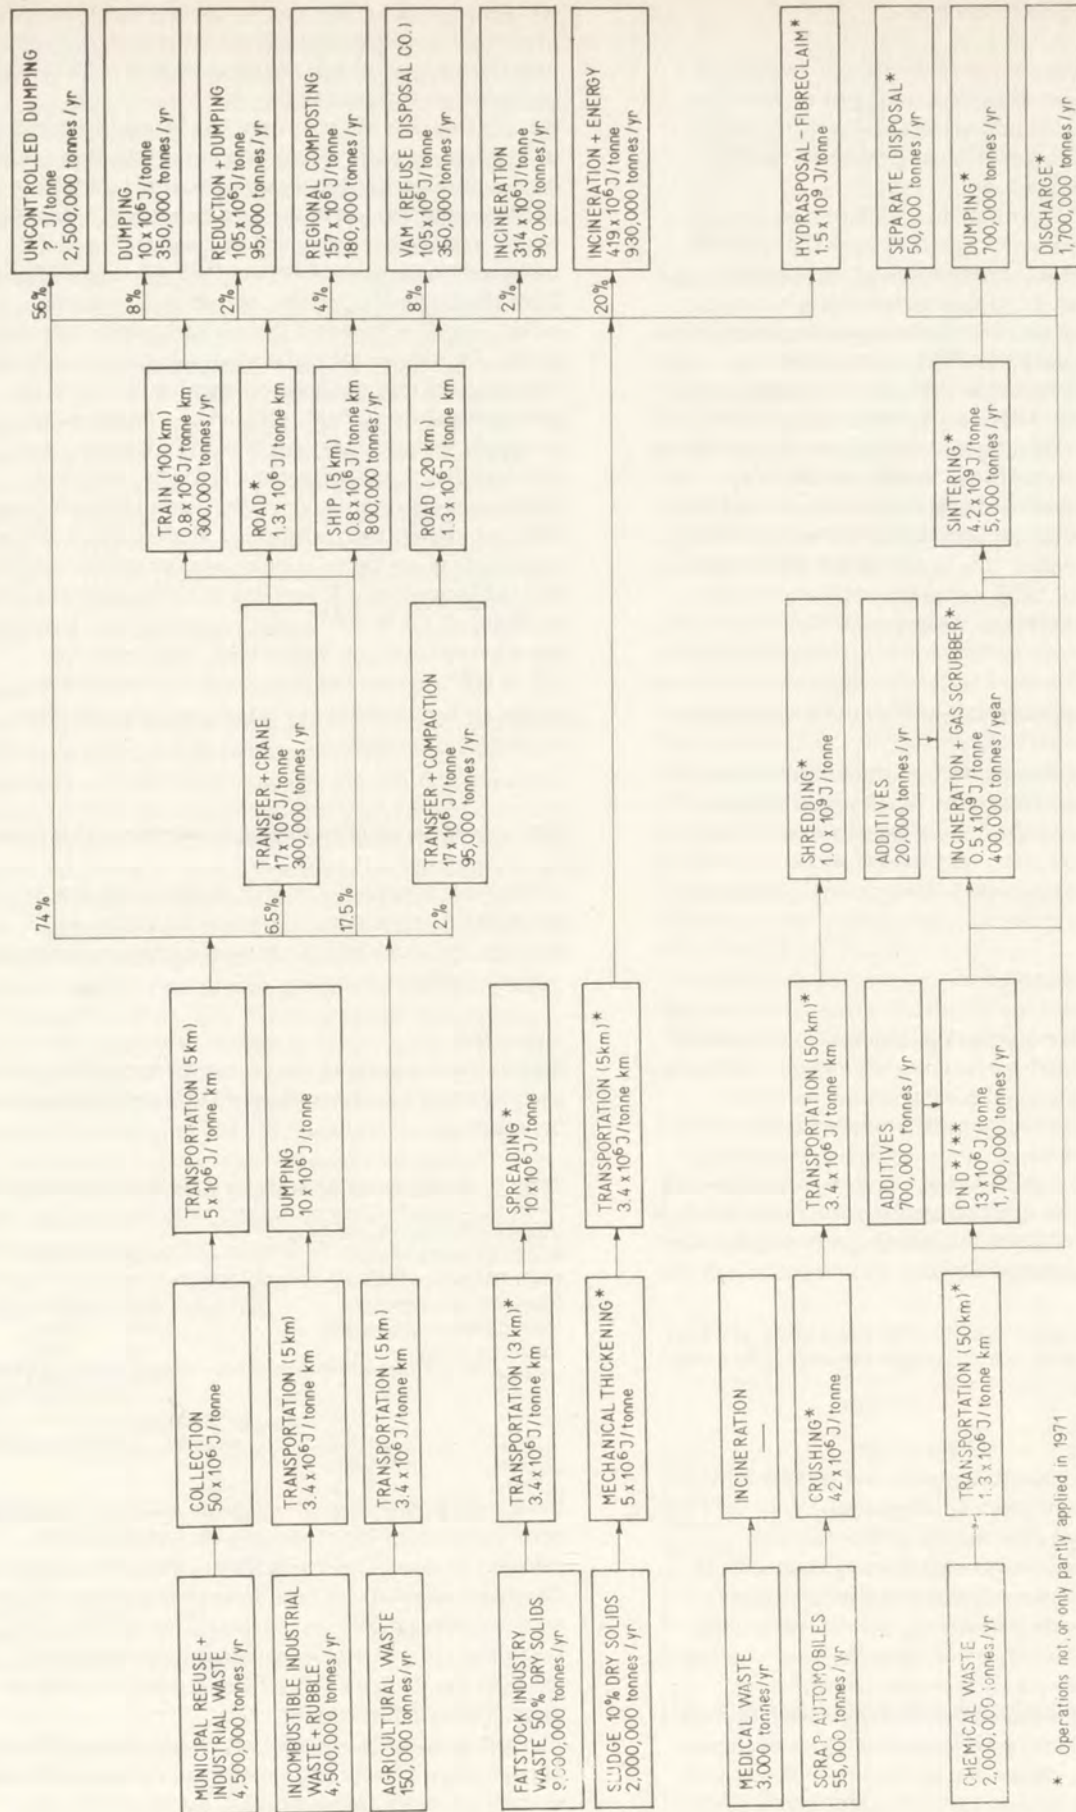 MUNICIPAL REFUSE +
INDUSTRIAL WASTE
4,500,000 tonnes/yr
COLLECTION
50 x 10⁶ J/tonne
TRANSPORTATION (5 km)
5 x 10⁶ J/tonne km
INCOMBUSTIBLE INDUSTRIAL
WASTE + RUBBLE
4,500,000 tonnes/yr
TRANSPORTATION (5 km)
3.4 x 10⁶ J/tonne km
DUMPING
10 x 10⁶ J/tonne
AGRICULTURAL WASTE
150,000 tonnes/yr
TRANSPORTATION (5 km)
3.4 x 10⁶ J/tonne km
74%
6.5%
17.5%
2%
TRANSFER + CRANE
17 x 10⁶ J/tonne
300,000 tonnes/yr
TRANSFER + COMPACTION
17 x 10⁶ J/tonne
95,000 tonnes/yr
TRAIN (100 km)
0.8 x 10⁶ J/tonne km
300,000 tonnes/yr
ROAD*
1.3 x 10⁶ J/tonne km
SHIP (5 km)
0.8 x 10⁶ J/tonne km
800,000 tonnes/yr
ROAD (20 km)
1.3 x 10⁶ J/tonne km
56%
UNCONTROLLED DUMPING
? J/tonne
2,500,000 tonnes/yr
8%
DUMPING
10 x 10⁶ J/tonne
350,000 tonnes/yr
2%
REDUCTION + DUMPING
105 x 10⁶ J/tonne
95,000 tonnes/yr
4%
REGIONAL COMPOSTING
157 x 10⁶ J/tonne
180,000 tonnes/yr
8%
VAM (REFUSE DISPOSAL CO.)
105 x 10⁶ J/tonne
350,000 tonnes/yr
2%
INCINERATION
314 x 10⁶ J/tonne
90,000 tonnes/yr
20%
INCINERATION + ENERGY
419 x 10⁶ J/tonne
930,000 tonnes/yr
FATSTOCK INDUSTRY
WASTE 50% DRY SOLIDS
tonnes/yr
TRANSPORTATION (3 km)*
3.4 x 10⁶ J/tonne km
SPREADING*
10 x 10⁶ J/tonne
SLUDGE 10% DRY SOLIDS
2,000,000 tonnes/yr
MECHANICAL THICKENING*
5 x 10⁶ J/tonne
TRANSPORTATION (5 km)*
3.4 x 10⁶ J/tonne km
MEDICAL WASTE
3,000 tonnes/yr
INCINERATION
—
SCRAP AUTOMOBILES
55,000 tonnes/yr
CRUSHING*
42 x 10⁶ J/tonne
TRANSPORTATION (50 km)*
3.4 x 10⁶ J/tonne km
SHREDDING*
1.0 x 10⁹ J/tonne
HYDRASPOSAL – FIBRECLAIM*
1.5 x 10⁹ J/tonne
ADDITIVES
700,000 tonnes/yr
ADDITIVES
20,000 tonnes/yr
CHEMICAL WASTE
2,000,000 tonnes/yr
TRANSPORTATION (50 km)*
1.3 x 10⁶ J/tonne km
DND*/**
13 x 10⁶ J/tonne
1,700,000 tonnes/yr
INCINERATION + GAS SCRUBBER*
0.5 x 10⁹ J/tonne
400,000 tonnes/year
SINTERING*
4.2 x 10⁹ J/tonne
5,000 tonnes/yr
SEPARATE DISPOSAL*
50,000 tonnes/yr
DUMPING*
700,000 tonnes/yr
DISCHARGE*
1,700,000 tonnes/yr
* Operations not, or only partly applied in 1971